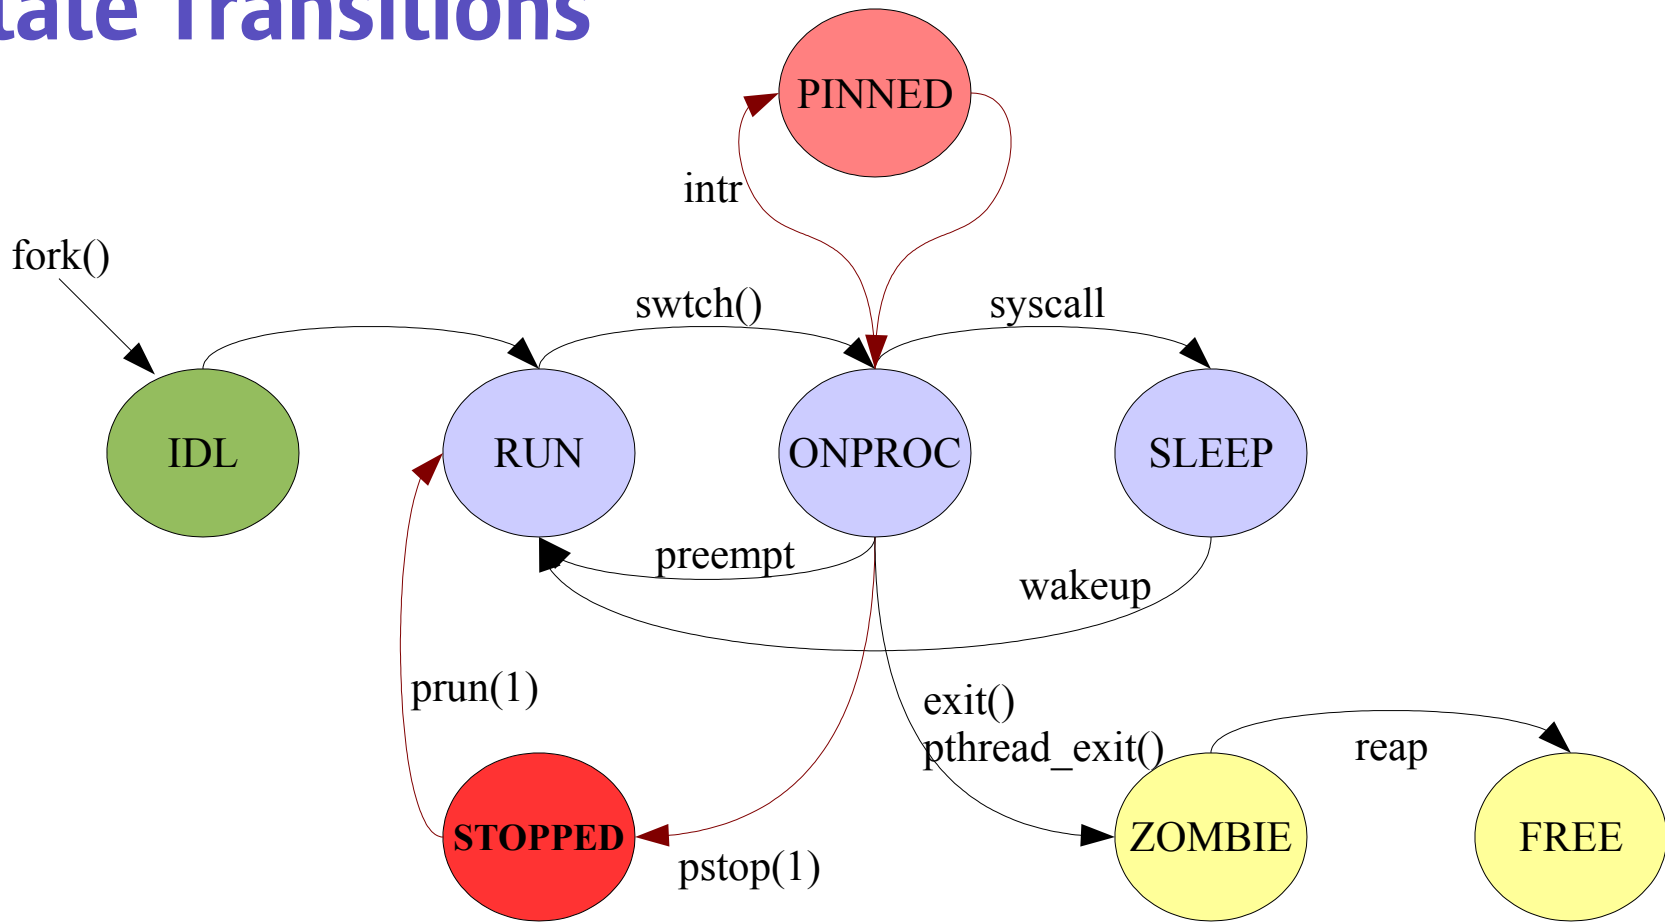 tate Transitions
PINNED
intr
fork()
swtch()
syscall
IDL
RUN
ONPROC
SLEEP
preempt
wakeup
prun(1)
exit()
pthread_exit()
reap
STOPPED
pstop(1)
ZOMBIE
FREE